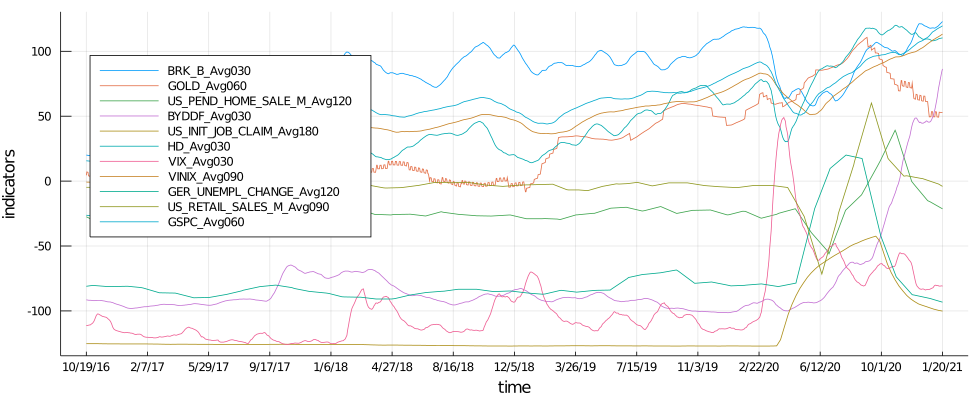 100
50
0
-50
-100
indicators
BRK_B_Avg030
GOLD_Avg060
US_PEND_HOME_SALE_M_Avg120
BYDDF_Avg030
US_INIT_JOB_CLAIM_Avg180
HD_Avg030
VIX_Avg030
VINIX_Avg090
GER_UNEMPL_CHANGE_Avg120
US_RETAIL_SALES_M_Avg090
GSPC_Avg060
10/19/16 2/7/17 5/29/17 9/17/17 1/6/18 4/27/18 8/16/18 12/5/18 3/26/19 7/15/19 11/3/19 2/22/20 6/12/20 10/1/20 1/20/21
time